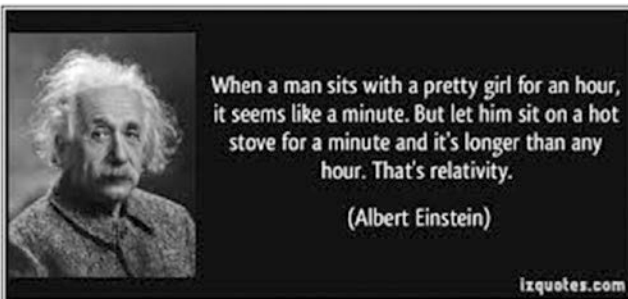 When a man sits with a pretty girl for an hour,
it seems like a minute. But let him sit on a hot
stove for a minute and it's longer than any
hour. That's relativity.
(Albert Einstein)
izquotes.com